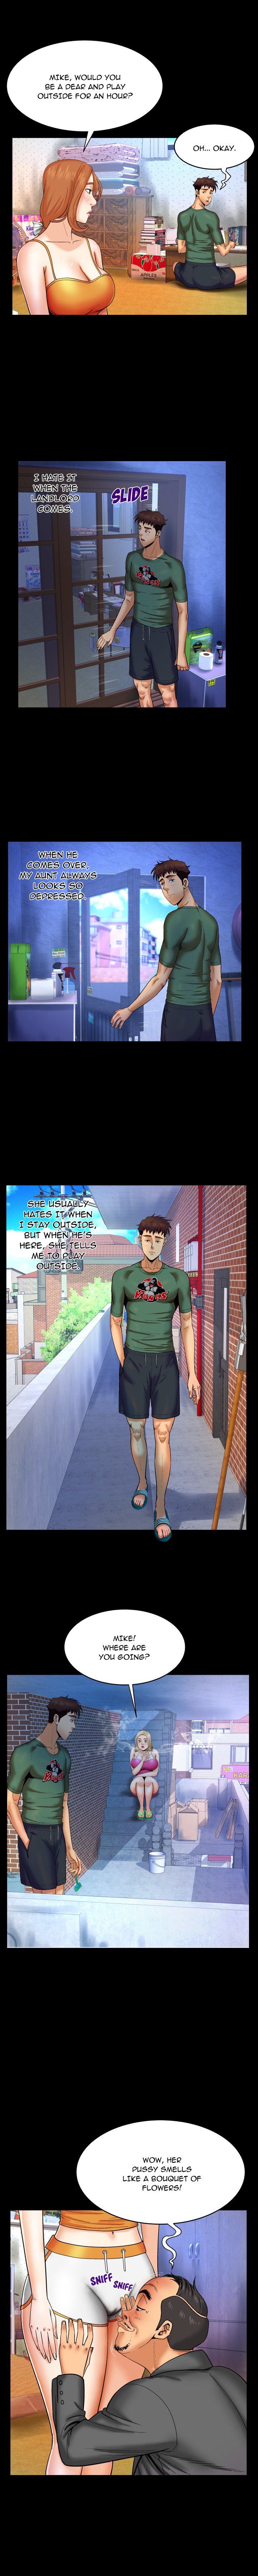 MIKE, WOULD YOU
BE A DEAR AND PLAY
OUTSIDE FOR AN HOUR?
OH... OKAY.
APPLES
I HATE IT
WHEN THE
LANDLORD
COMES.
SLIDE
WHEN HE
COMES OVER,
MY AUNT ALWAYS
LOOKS SO
DEPRESSED.
SHE USUALLY
HATES IT WHEN
I STAY OUTSIDE,
BUT WHEN HE'S
HERE, SHE TELLS
ME TO PLAY
OUTSIDE.
MIKE!
WHERE ARE
YOU GOING?
WOW, HER
PUSSY SMELLS
LIKE A BOUQUET OF
FLOWERS!
SNIFF
SNIFF